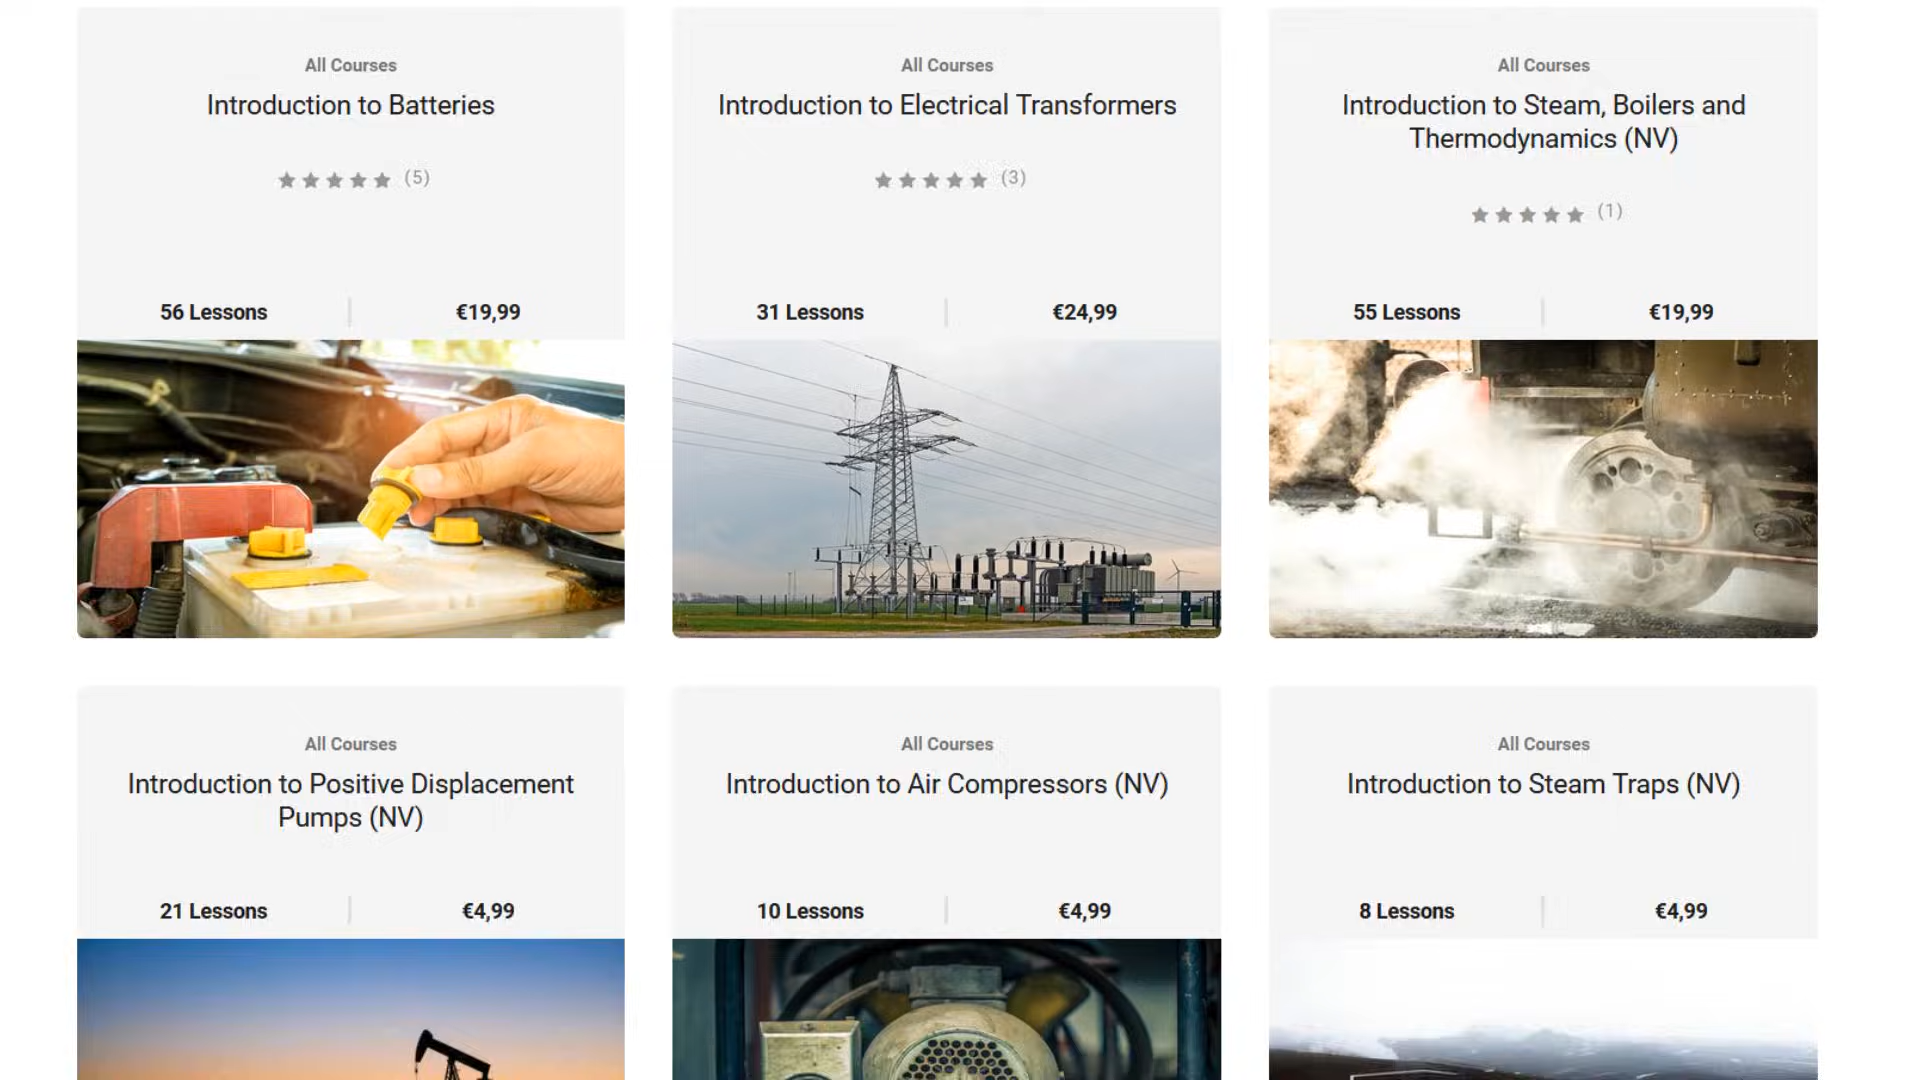 All Courses
Introduction to Batteries
(5)
56 Lessons
€19,99
All Courses
Introduction to Electrical Transformers
(3)
31 Lessons
€24,99
All Courses
Introduction to Steam, Boilers and
Thermodynamics (NV)
(1)
55 Lessons
€19,99
All Courses
Introduction to Positive Displacement
Pumps (NV)
21 Lessons
€4,99
All Courses
Introduction to Air Compressors (NV)
10 Lessons
€4,99
All Courses
Introduction to Steam Traps (NV)
8 Lessons
€4,99